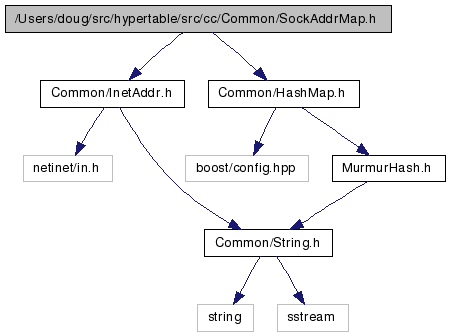 /Users/doug/src/hypertable/src/cc/Common/SockAddrMap.h
Common/InetAddr.h
Common/HashMap.h
netinet/in.h
boost/config.hpp
MurmurHash.h
Common/String.h
string
sstream